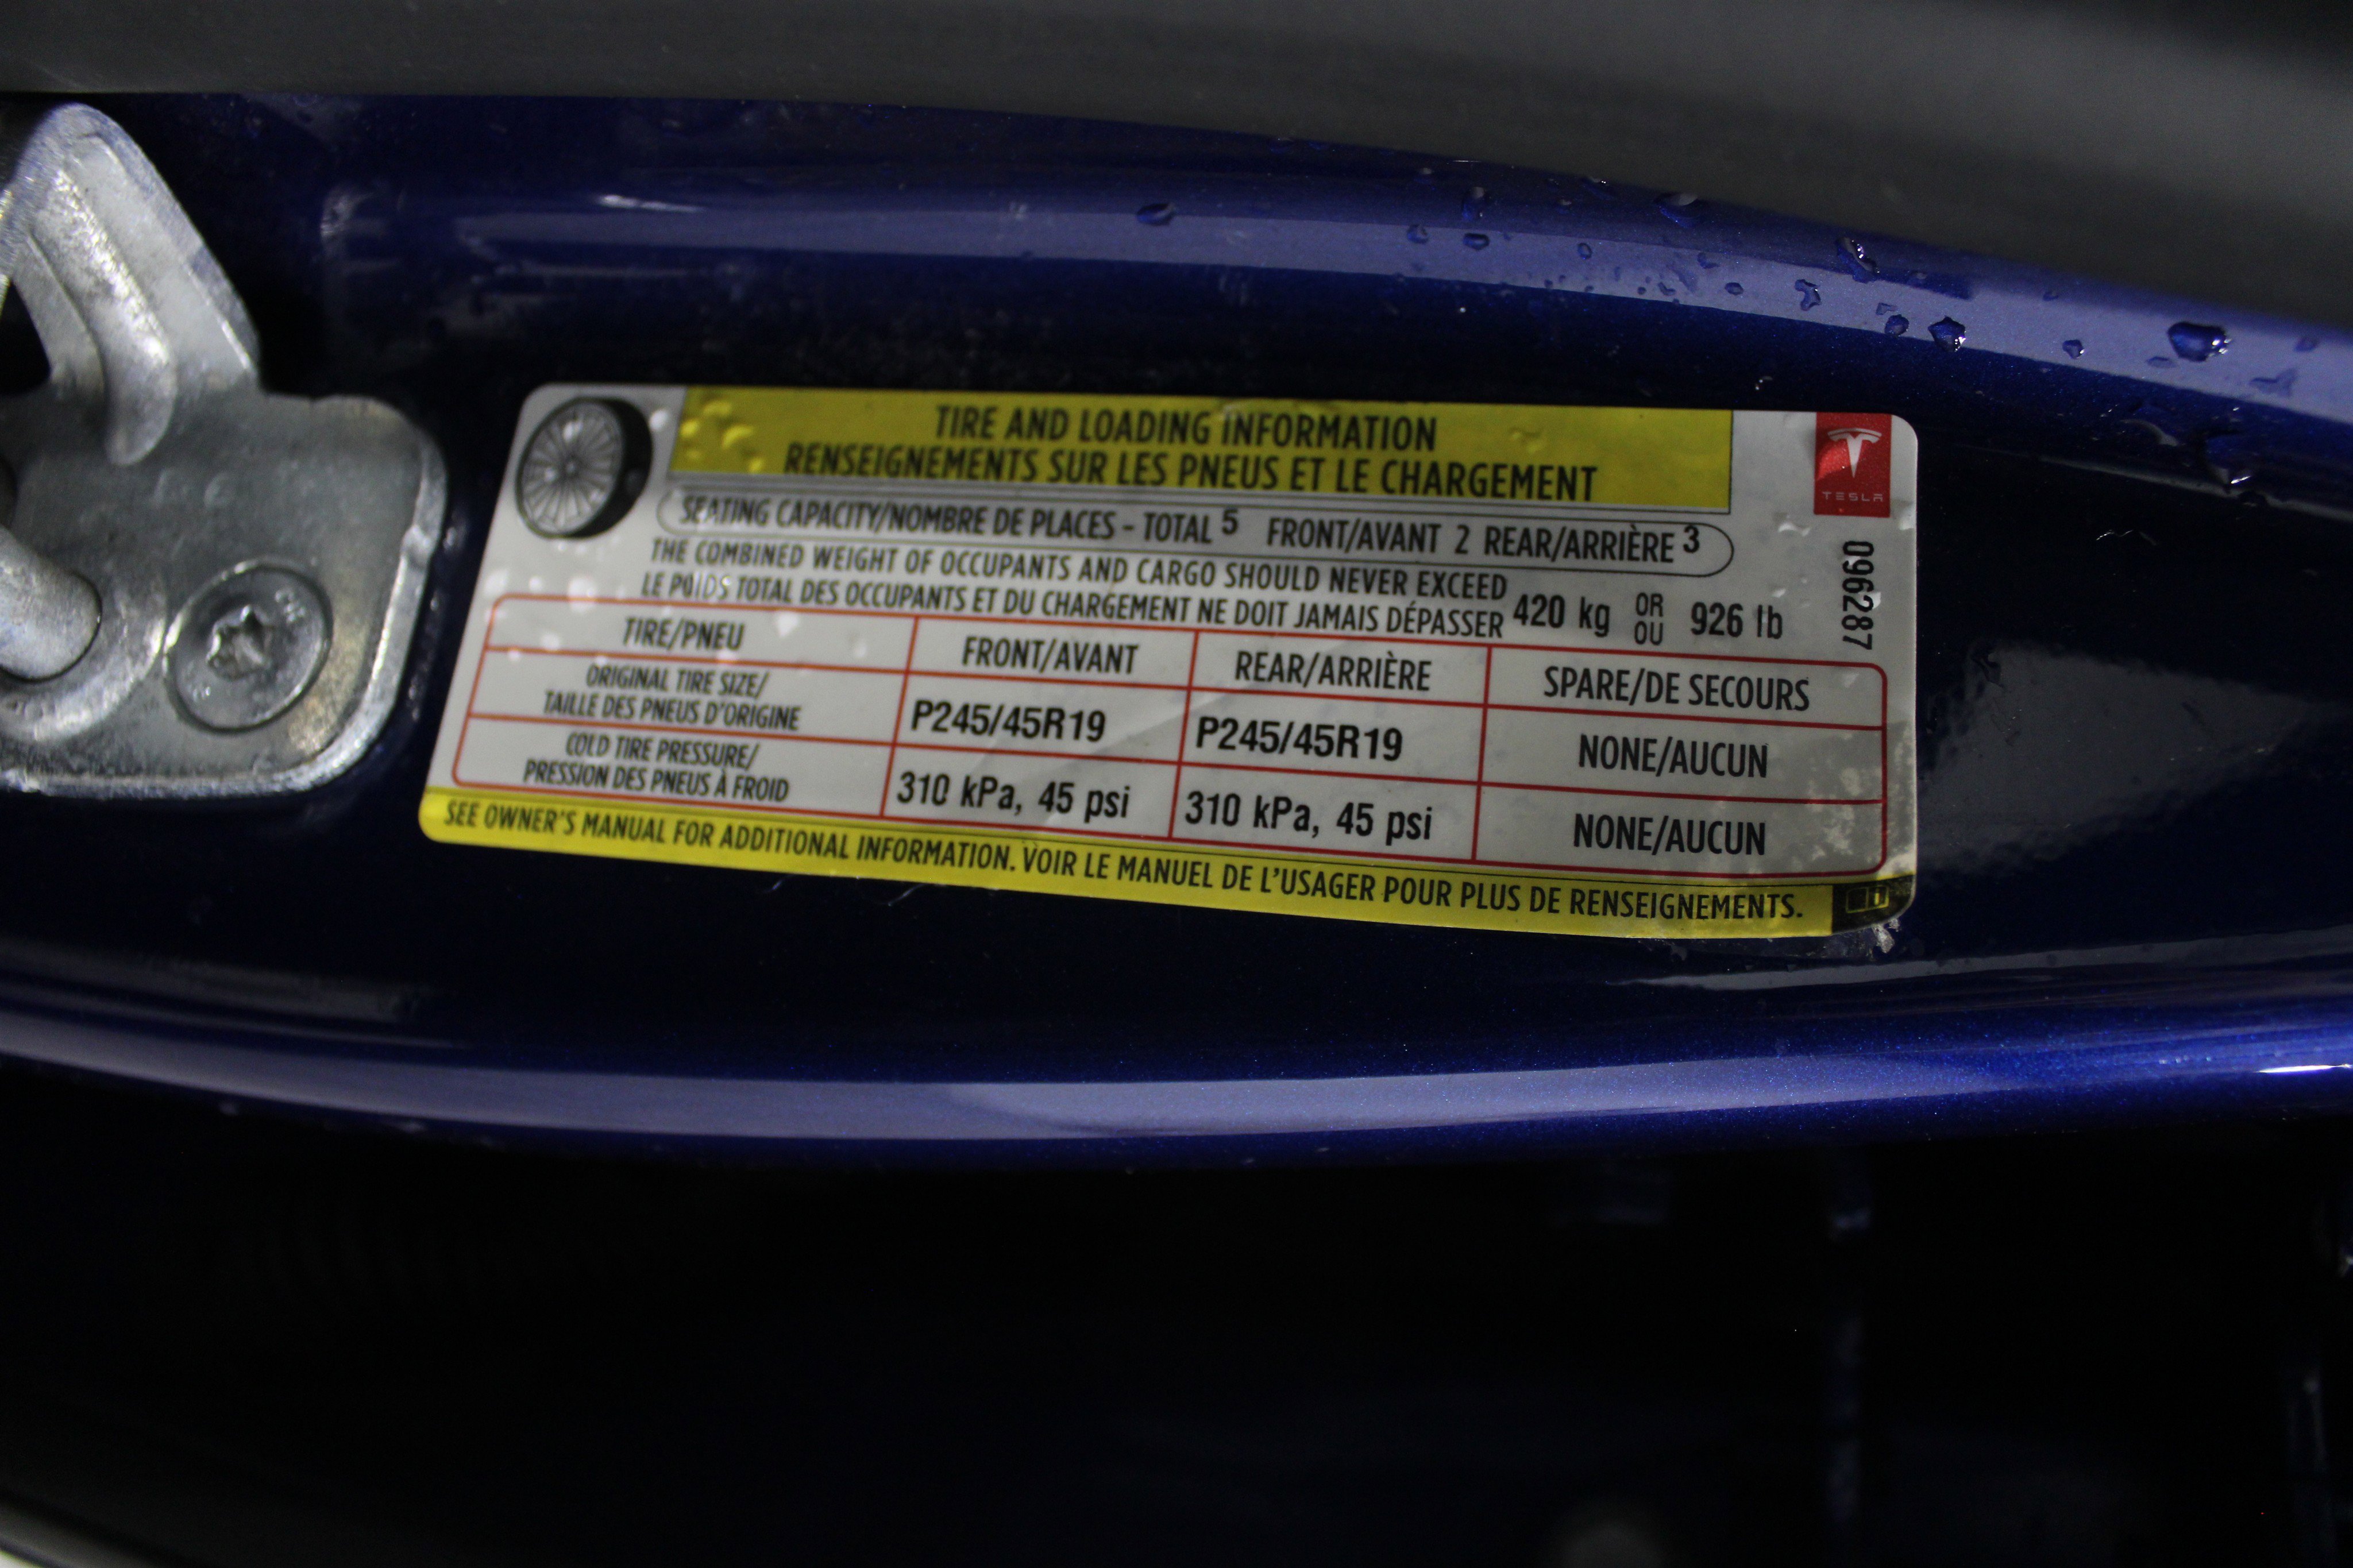 TIRE AND LOADING INFORMATION
RENSEIGNEMENTS SUR LES PNEUS ET LE CHARGEMENT
TESLA
SEATING CAPACITY/NOMBRE DE PLACES - TOTAL 5 FRONT/AVANT 2 REAR/ARRIÈRE 3
THE COMBINED WEIGHT OF OCCUPANTS AND CARGO SHOULD NEVER EXCEED
LE POIDS TOTAL DES OCCUPANTS ET DU CHARGEMENT NE DOIT JAMAIS DÉPASSER
420 kg OR OU 926 lb
096287
TIRE/PNEU FRONT/AVANT REAR/ARRIÈRE SPARE/DE SECOURS
ORIGINAL TIRE SIZE/
TAILLE DES PNEUS D'ORIGINE P245/45R19 P245/45R19 NONE/AUCUN
COLD TIRE PRESSURE/
PRESSION DES PNEUS À FROID 310 kPa, 45 psi 310 kPa, 45 psi NONE/AUCUN
SEE OWNER'S MANUAL FOR ADDITIONAL INFORMATION. VOIR LE MANUEL DE L'USAGER POUR PLUS DE RENSEIGNEMENTS.